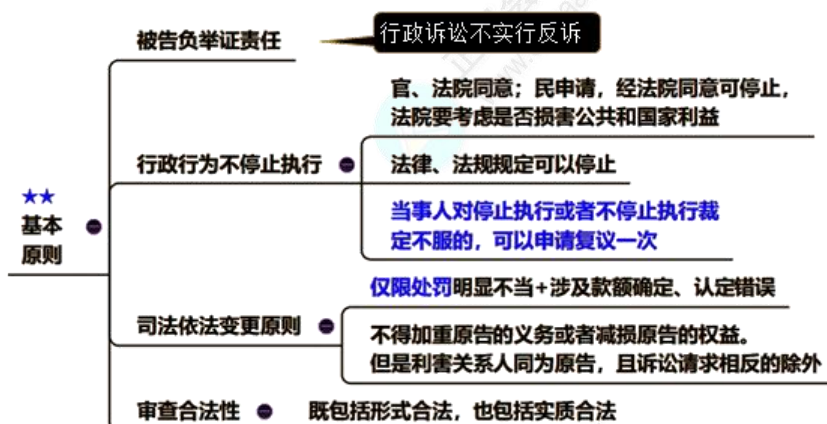 被告负举证责任
行政诉讼不实行反诉
官、法院同意；民申请，经法院同意可停止，
法院要考虑是否损害公共和国家利益
行政行为不停止执行
法律、法规规定可以停止
当事人对停止执行或者不停止执行裁
定不服的，可以申请复议一次
★★
基本
原则
仅限处罚明显不当+涉及款额确定、认定错误
司法依法变更原则
不得加重原告的义务或者减损原告的权益。
但是利害关系人同为原告，且诉讼请求相反的除外
审查合法性
既包括形式合法，也包括实质合法